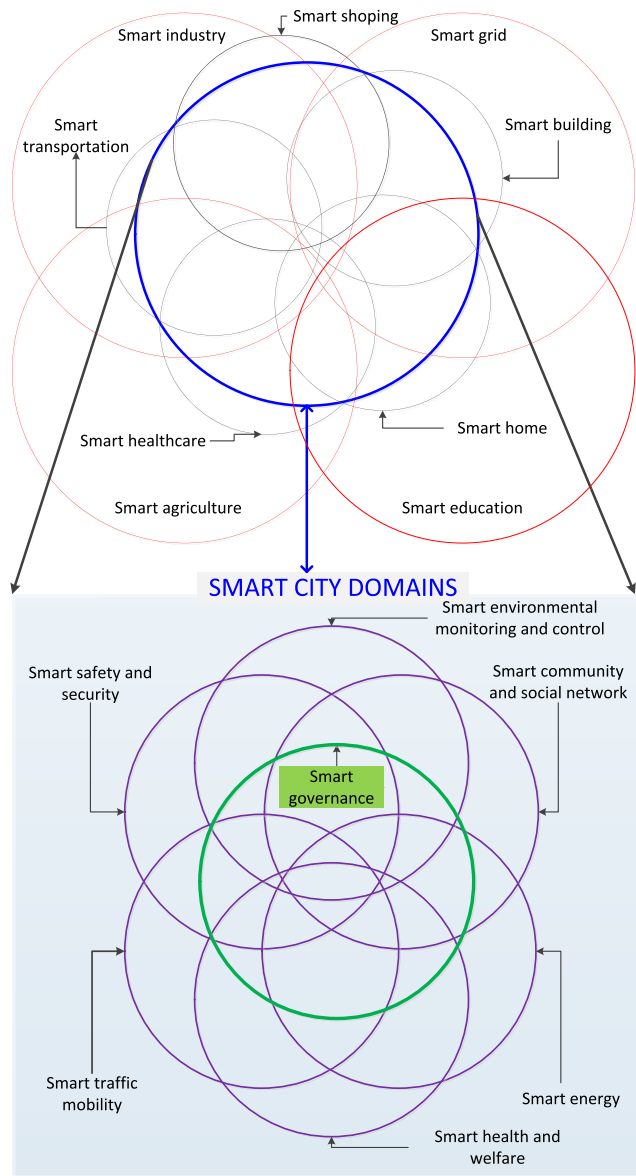 Smart shoping
Smart industry
Smart grid
Smart
transportation
Smart building
Smart healthcare
Smart home
Smart agriculture
Smart education
SMART CITY DOMAINS
Smart environmental
monitoring and control
Smart safety and
security
Smart community
and social network
Smart
governance
Smart traffic
mobility
Smart energy
Smart health and
welfare